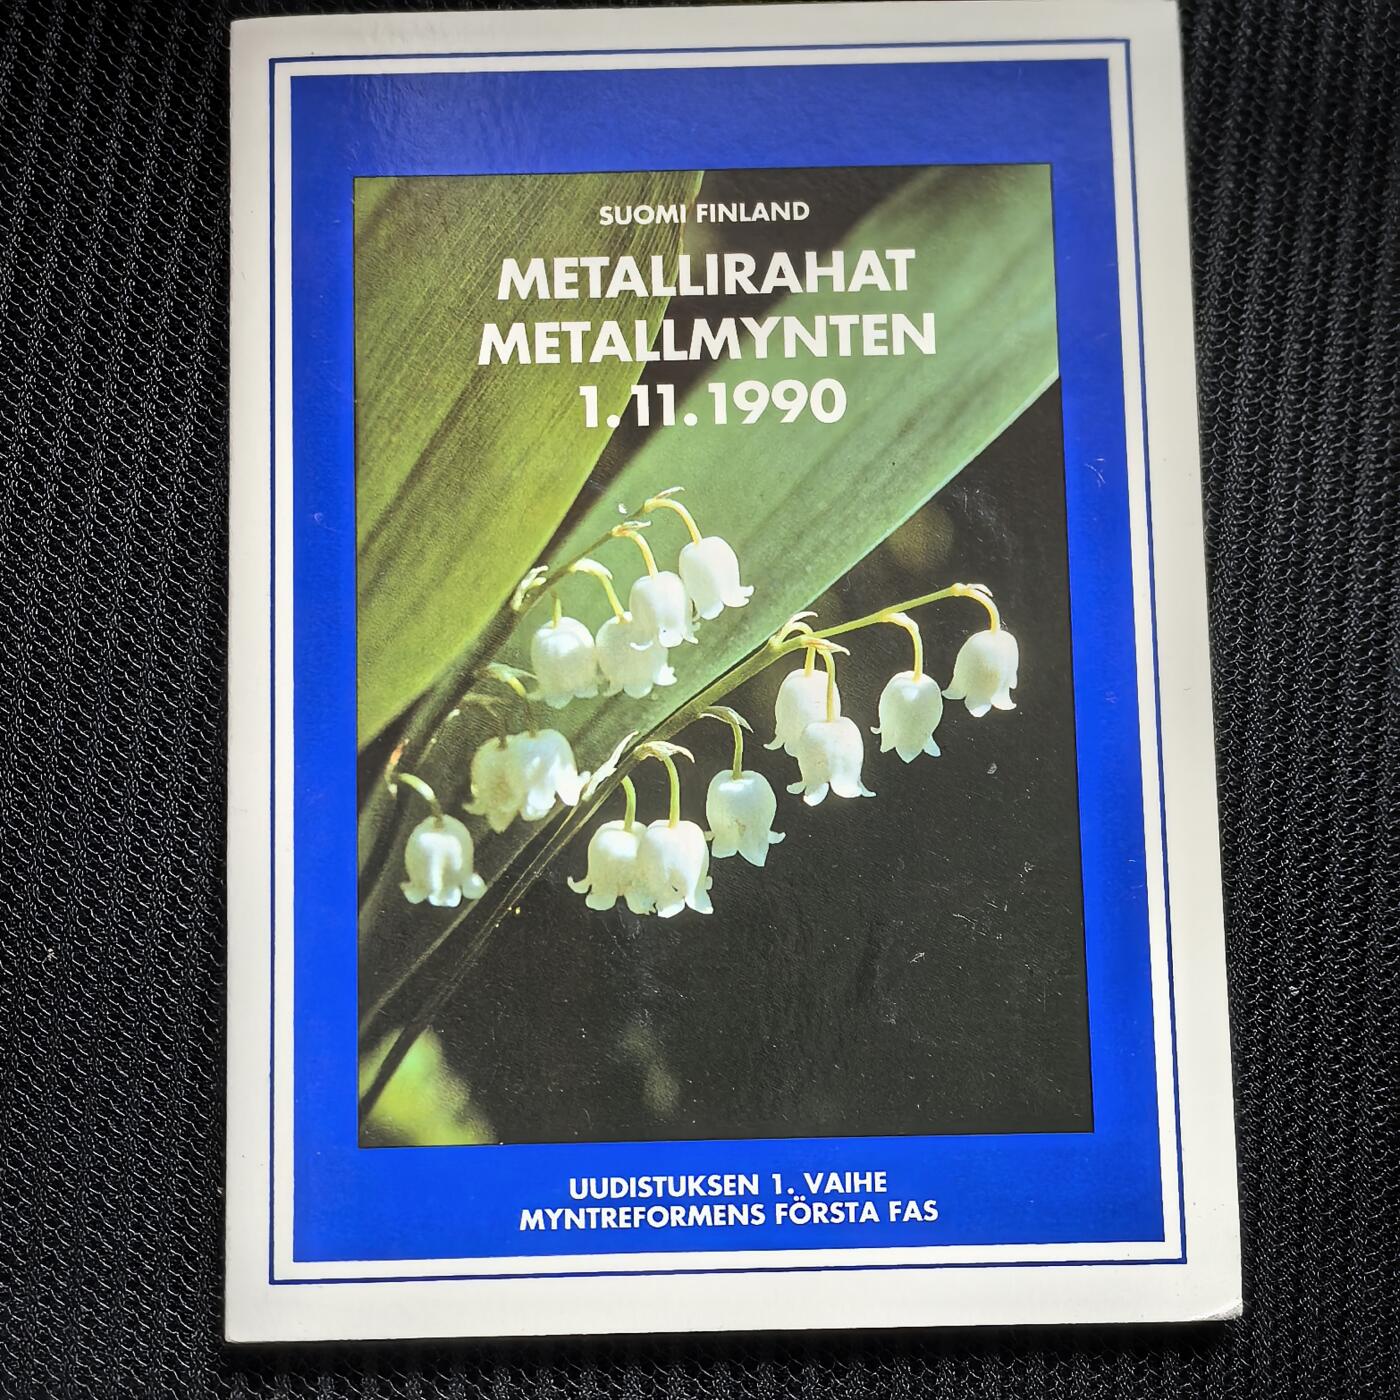 SUOMI FINLAND
METALLIRAHAT
METALLMYNTEN
1.11.1990
UUDISTUKSEN 1. VAIHE
MYNTREFORMENS FÖRSTA FAS